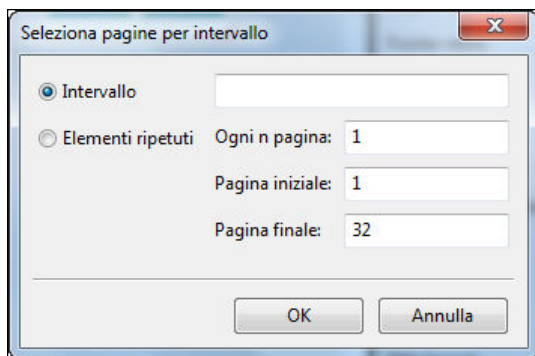 Seleziona pagine per intervallo
Intervallo
Elementi ripetuti Ogni n pagina: 1
Pagina iniziale: 1
Pagina finale: 32
OK Annulla